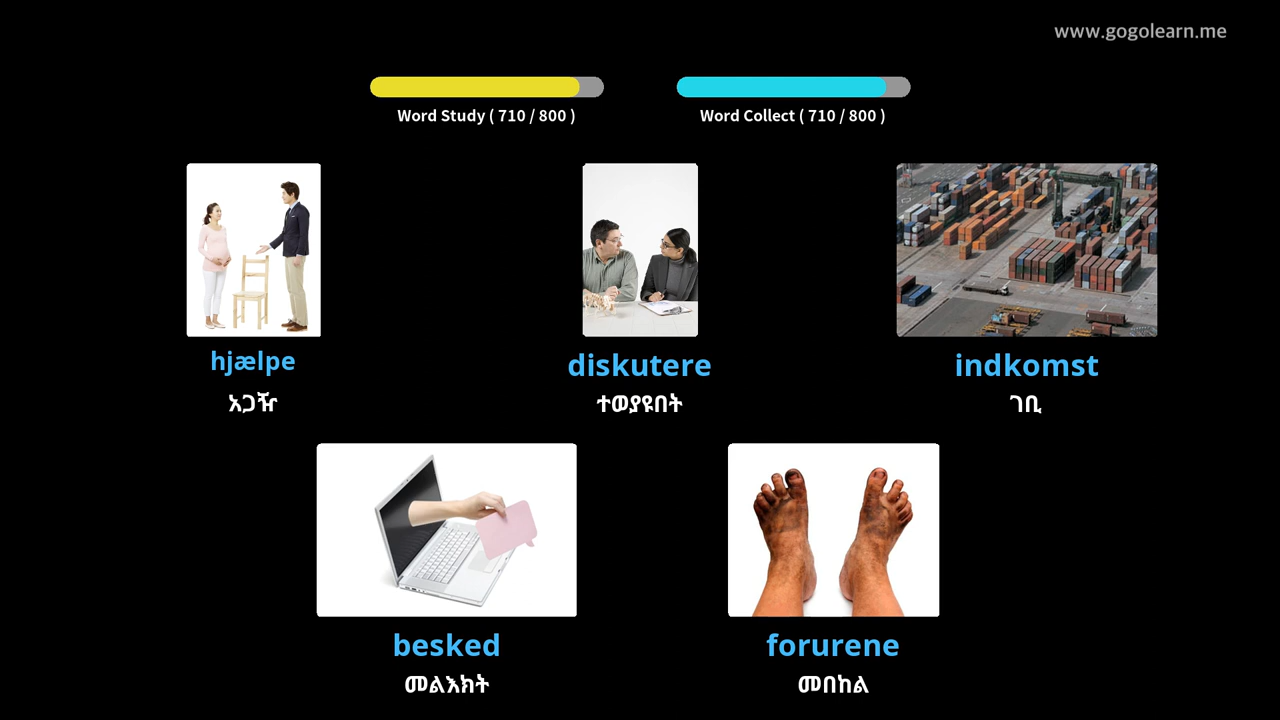 www.gogolearn.me
Word Study ( 710 / 800 )
Word Collect ( 710 / 800 )
hjælpe
አጋዥ
diskutere
ተወያዩበት
indkomst
ገቢ
besked
መልእክት
forurene
መበከል